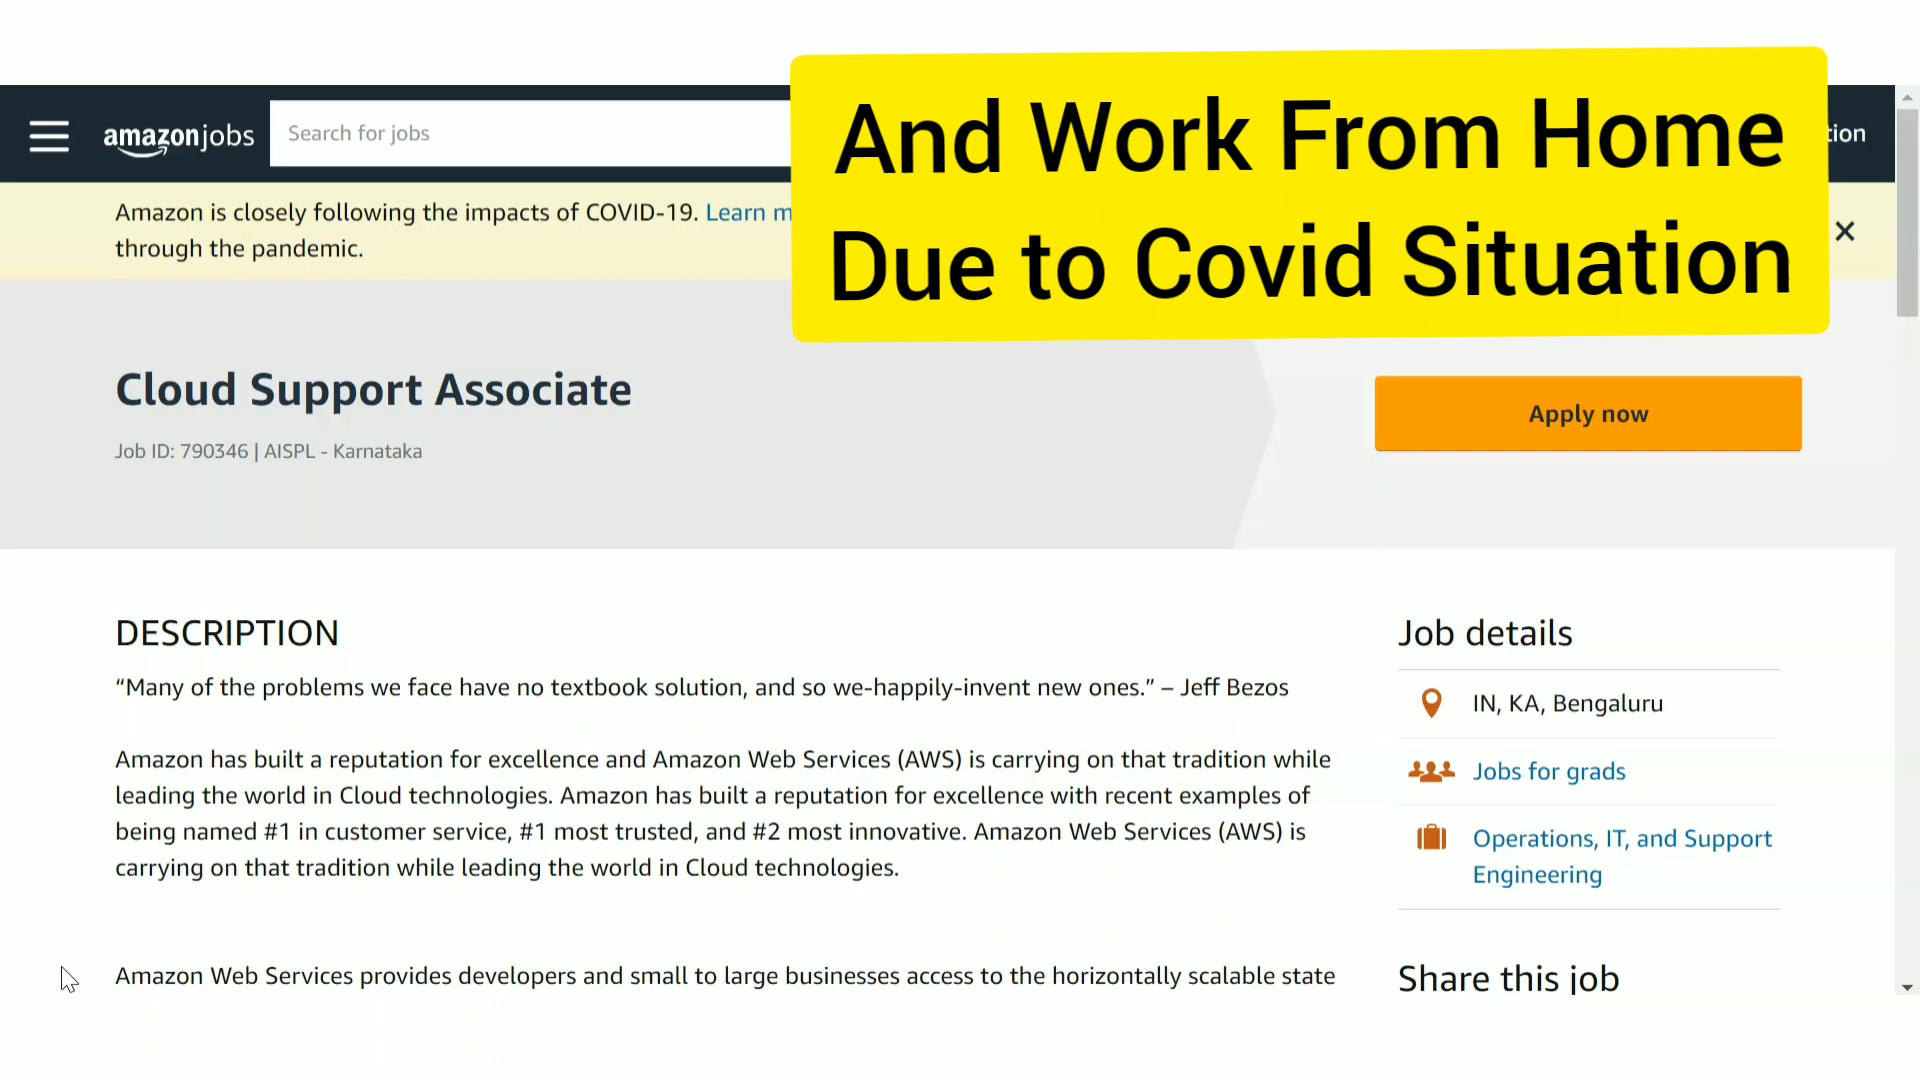 And Work From Home
Due to Covid Situation
amazonjobs
Search for jobs
Amazon is closely following the impacts of COVID-19. Learn
through the pandemic.
Cloud Support Associate
Job ID: 790346 | AISPL - Karnataka
Apply now
DESCRIPTION
“Many of the problems we face have no textbook solution, and so we-happily-invent new ones.” – Jeff Bezos
Amazon has built a reputation for excellence and Amazon Web Services (AWS) is carrying on that tradition while
leading the world in Cloud technologies. Amazon has built a reputation for excellence with recent examples of
being named #1 in customer service, #1 most trusted, and #2 most innovative. Amazon Web Services (AWS) is
carrying on that tradition while leading the world in Cloud technologies.
Amazon Web Services provides developers and small to large businesses access to the horizontally scalable state
Job details
IN, KA, Bengaluru
Jobs for grads
Operations, IT, and Support
Engineering
Share this job